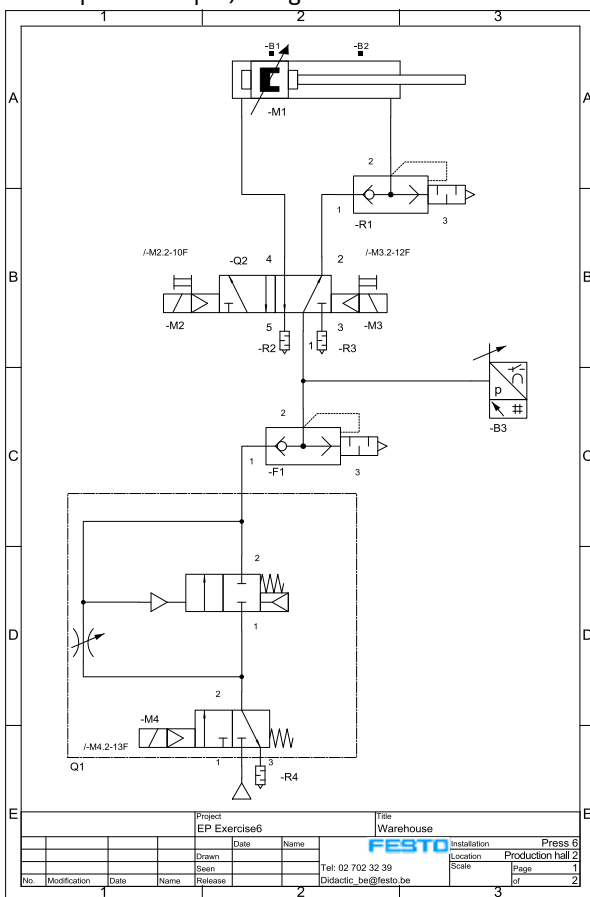 1 2 3
-B1 -B2
A A
-M1
2
1 -R1 3
/-M2.2-10F -Q2 4 2 /-M3.2-12F
B B
-M2 5 3 -M3
-R2 1 -R3
p #
-B3
2
C C
1 -F1 3
2
D D
1
2
-M4
/-M4.2-13F
1 3
Q1 -R4
E E
Project Title
EP Exercise6 Warehouse
Date Name FESTO Installation Press 6
Drawn Location Production hall 2
Seen Tel: 02 702 32 39 Scale Page 1
No. Modification Date Name Release Didactic_be@festo.be of 2
1 2 3